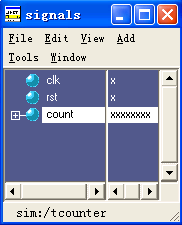 signals
File Edit View Add
Tools Window
clk x
rst x
count xxxxxxxx
sim:/tcounter